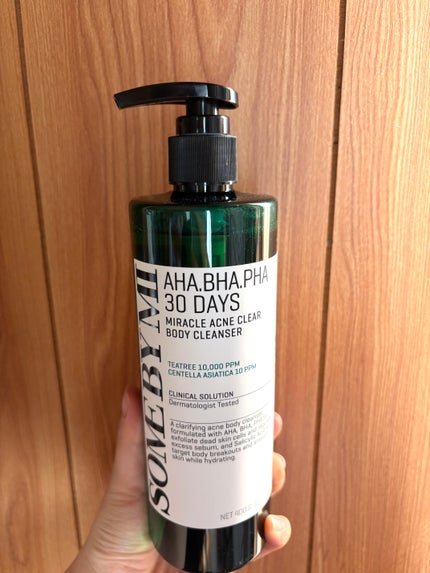 SOME BY MI
AHA.BHA.PHA
30 DAYS
MIRACLE ACNE CLEAR
BODY CLEANSER
TEATREE 10,000 PPM
CENTELLA ASIATICA 10 PPM
CLINICAL SOLUTION
Dermatologist Tested
A clarifying acne body cleanser
formulated with AHA, BHA, PHA
exfoliate dead skin cells and
excess sebum, and Salicylic
target body breakouts and
skin while hydrating.
NET 400